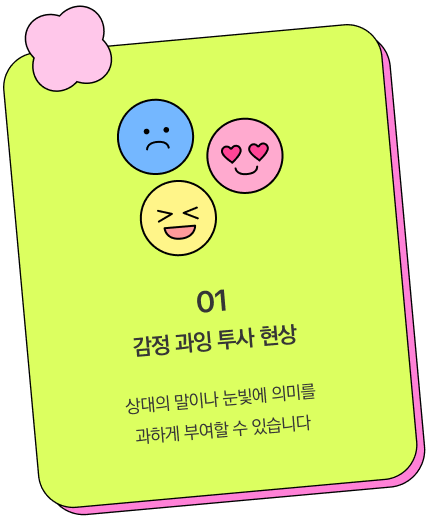 01
감정 과잉 투사 현상
상대의 말이나 눈빛에 의미를
과하게 부여할 수 있습니다